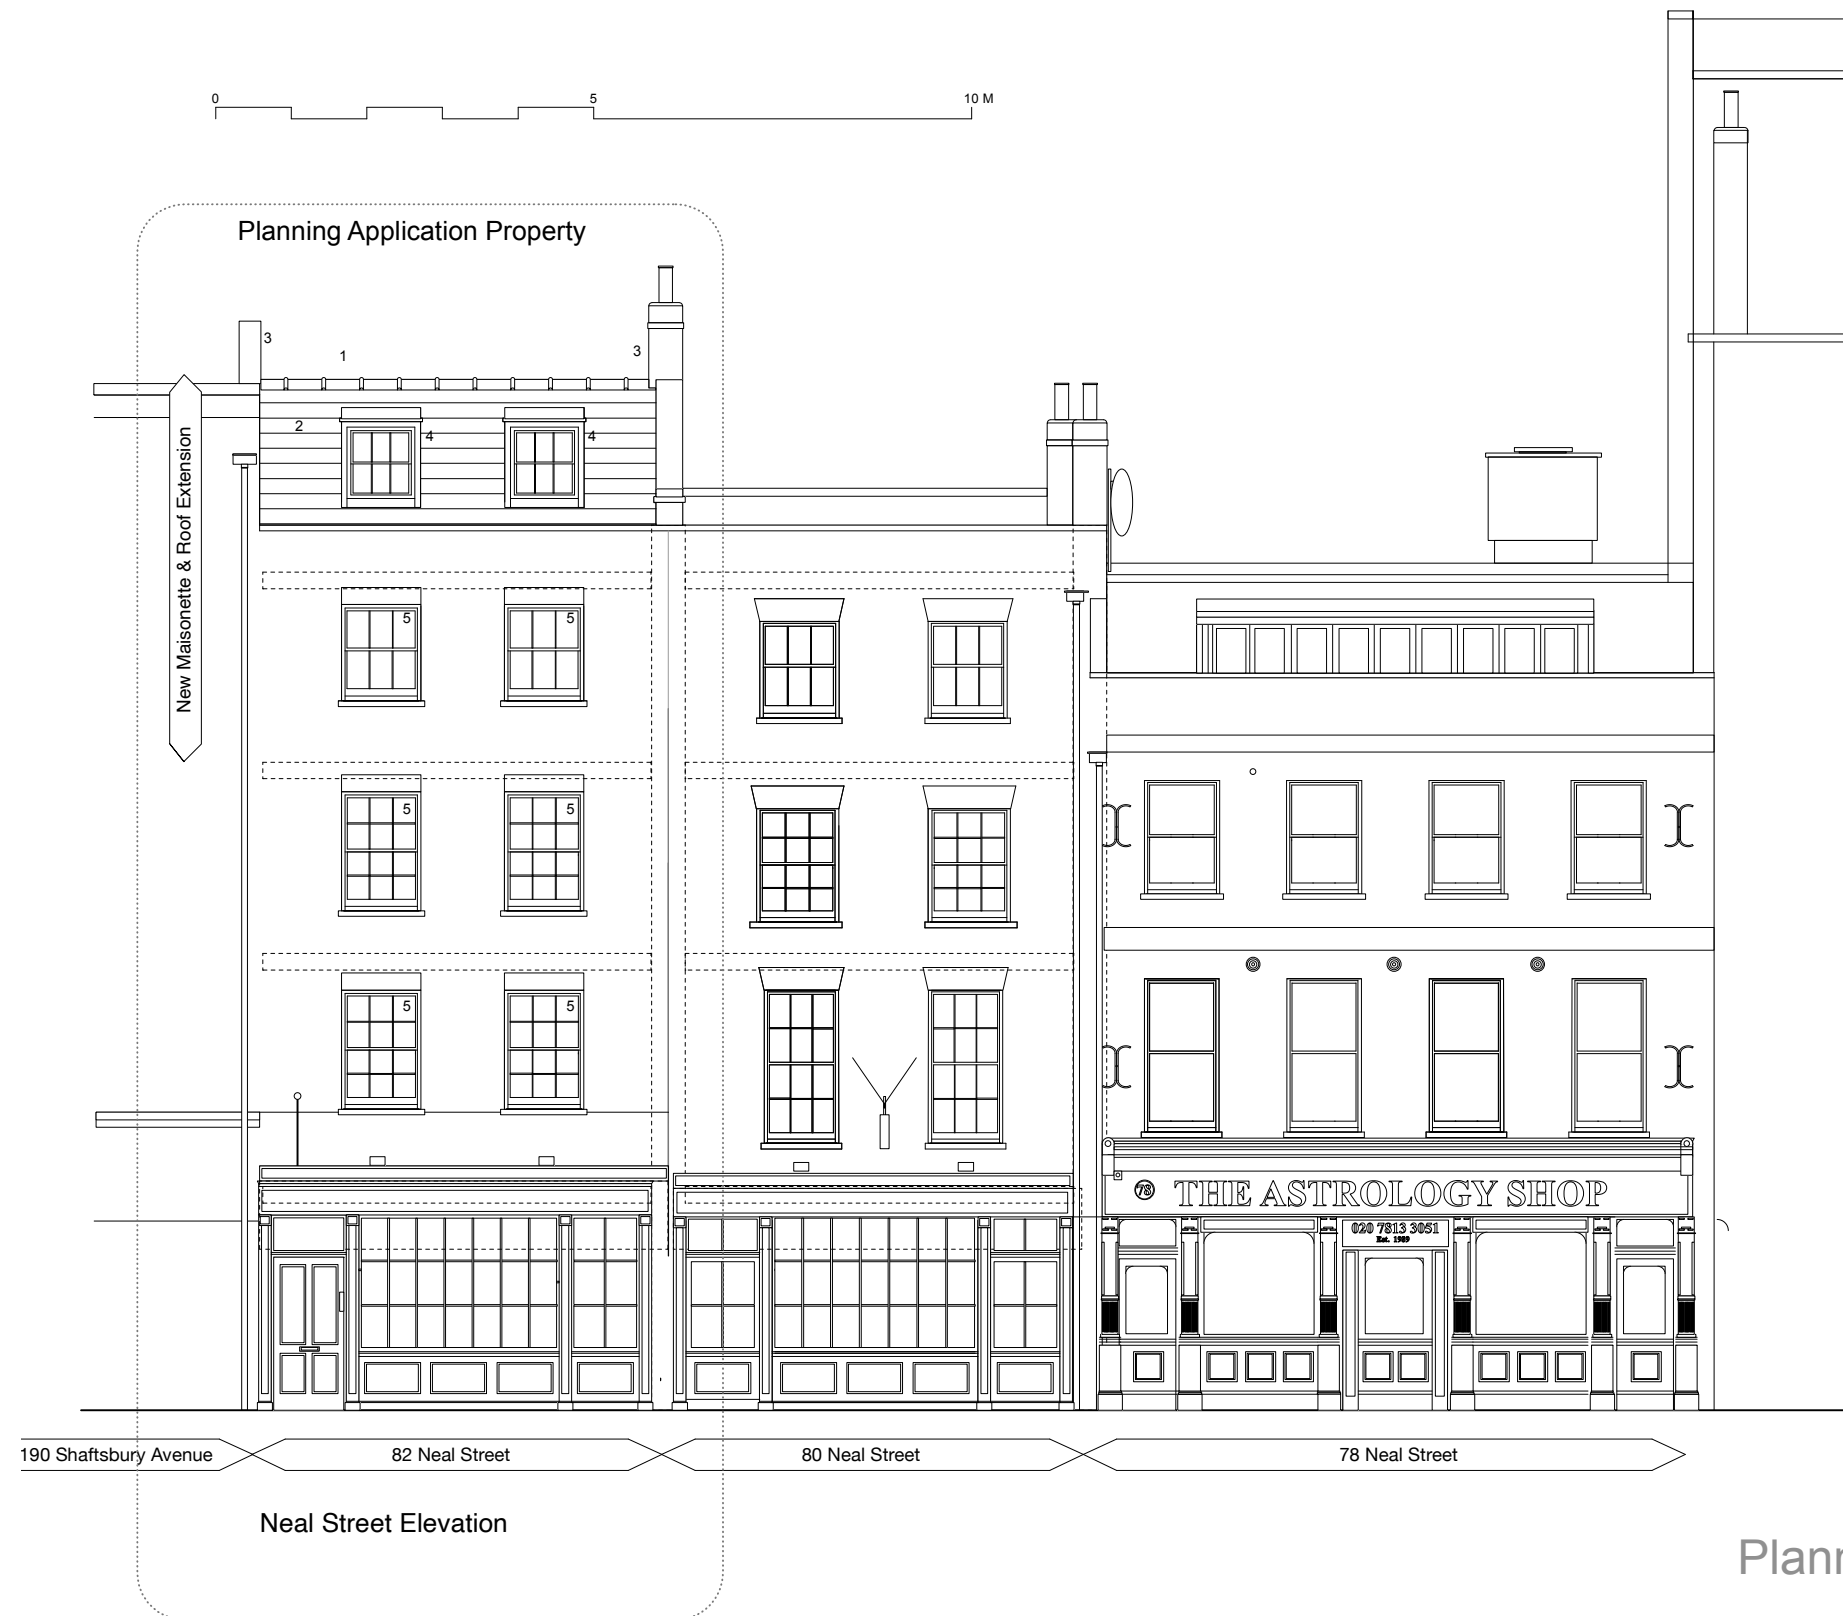 0 5 10 M
Planning Application Property
3
1
3
2
4
4
New Maisonette & Roof Extension
5
5
5
5
5
5
78 THE ASTROLOGY SHOP
020 7813 3051
Est. 1989
190 Shaftsbury Avenue
82 Neal Street
80 Neal Street
78 Neal Street
Neal Street Elevation
Plann